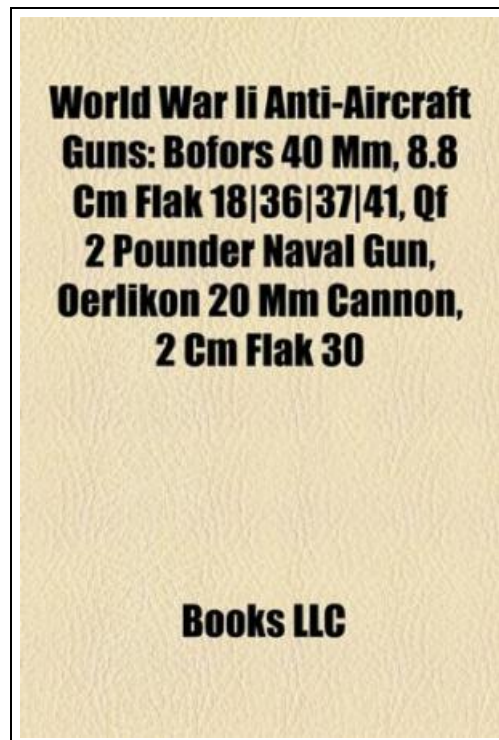 World War Ii Anti-Aircraft
Guns: Bofors 40 Mm, 8.8
Cm Flak 18|36|37|41, Qf
2 Pounder Naval Gun,
Oerlikon 20 Mm Cannon,
2 Cm Flak 30
Books LLC